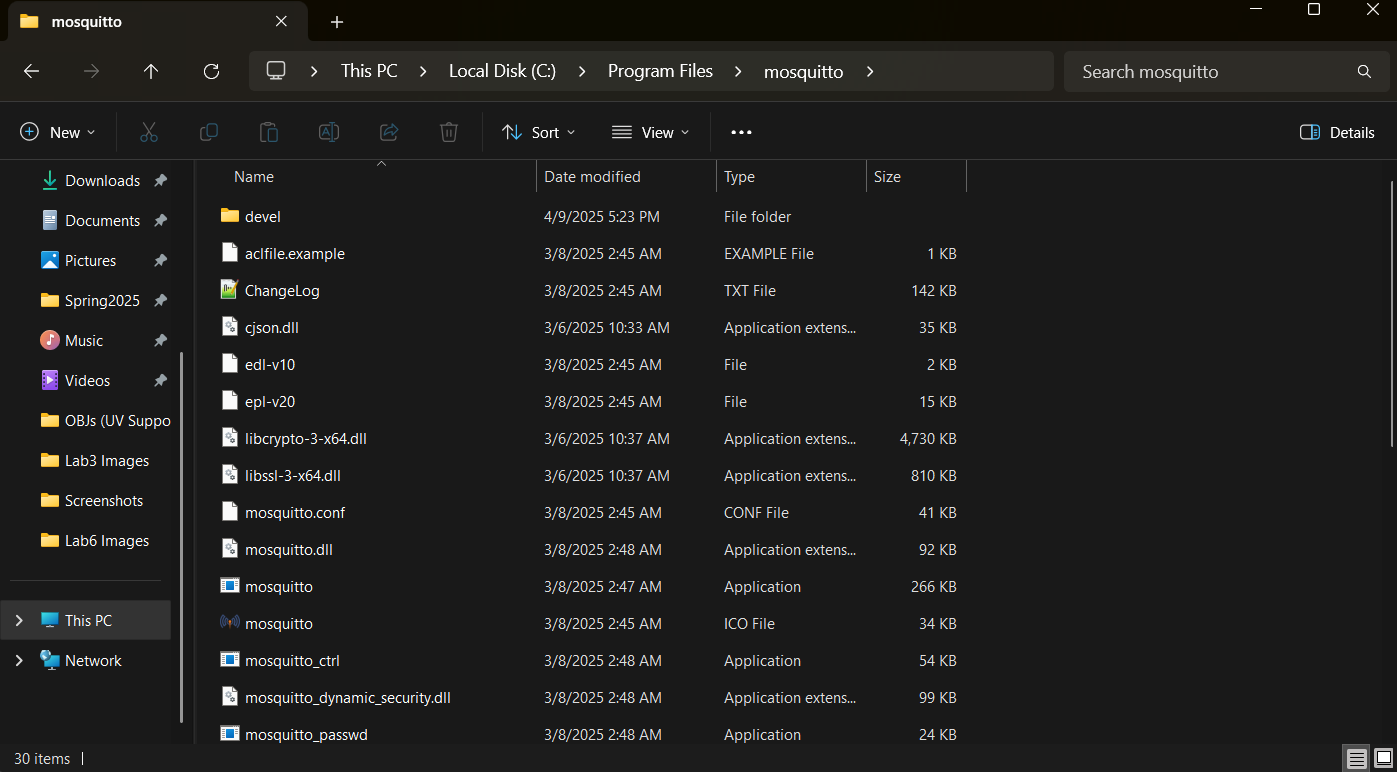 mosquitto
This PC Local Disk (C:) Program Files mosquitto Search mosquitto
New Sort View Details
Name Date modified Type Size
Downloads
Documents
Pictures
Spring2025
Music
Videos
OBJs (UV Suppo
Lab3 Images
Screenshots
Lab6 Images
This PC
Network
devel 4/9/2025 5:23 PM File folder
aclfile.example 3/8/2025 2:45 AM EXAMPLE File 1 KB
ChangeLog 3/8/2025 2:45 AM TXT File 142 KB
cjson.dll 3/6/2025 10:33 AM Application extens... 35 KB
edl-v10 3/8/2025 2:45 AM File 2 KB
epl-v20 3/8/2025 2:45 AM File 15 KB
libcrypto-3-x64.dll 3/6/2025 10:37 AM Application extens... 4,730 KB
libssl-3-x64.dll 3/6/2025 10:37 AM Application extens... 810 KB
mosquitto.conf 3/8/2025 2:45 AM CONF File 41 KB
mosquitto.dll 3/8/2025 2:48 AM Application extens... 92 KB
mosquitto 3/8/2025 2:47 AM Application 266 KB
mosquitto 3/8/2025 2:45 AM ICO File 34 KB
mosquitto_ctrl 3/8/2025 2:48 AM Application 54 KB
mosquitto_dynamic_security.dll 3/8/2025 2:48 AM Application extens... 99 KB
mosquitto_passwd 3/8/2025 2:48 AM Application 24 KB
30 items